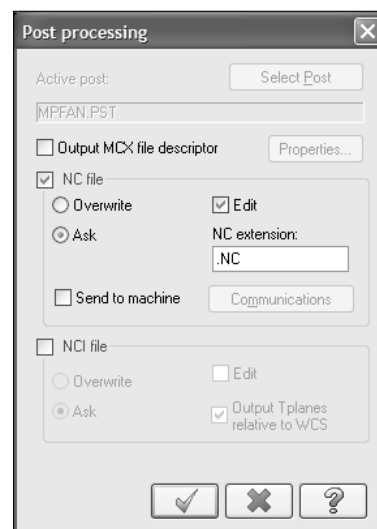 Post processing
Active post:
Select Post
MPFAN.PST
Output MCX file descriptor
Properties...
NC file
Overwrite
Edit
Ask
NC extension:
.NC
Send to machine
Communications
NCI file
Overwrite
Edit
Ask
Output Tplanes
relative to WCS